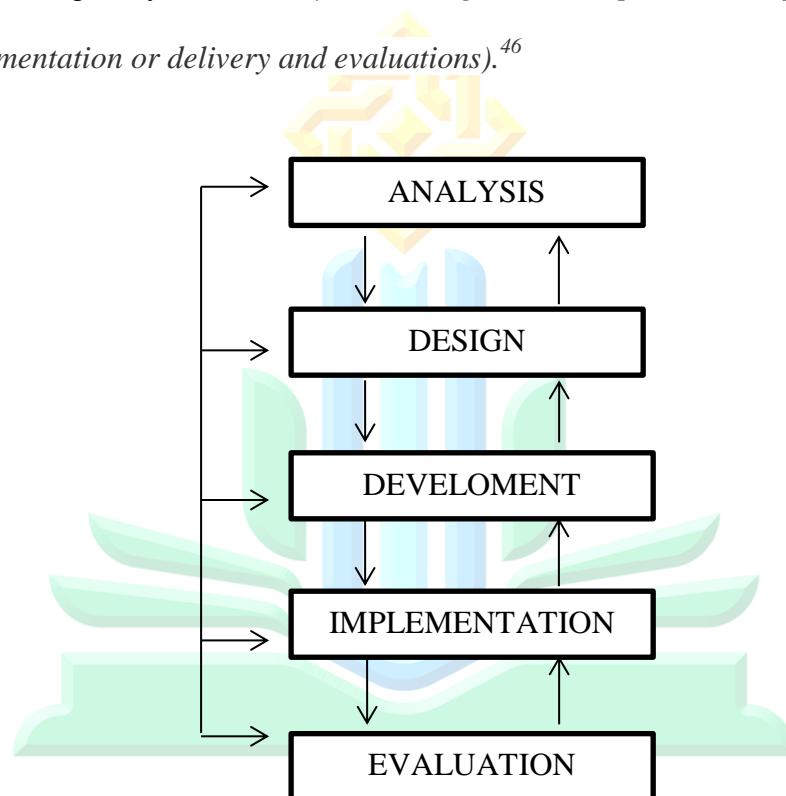 mentation or delivery and evaluations).46
ANALYSIS
DESIGN
DEVELOMENT
IMPLEMENTATION
EVALUATION